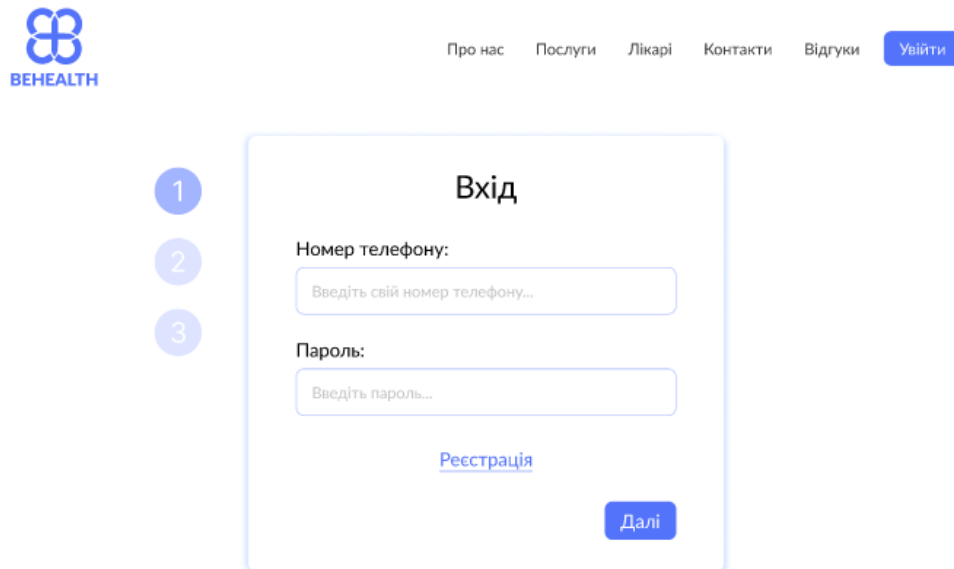 BEHEALTH
Про нас Послуги Лікарі Контакти Відгуки Увійти
1
2
3
Вхід
Номер телефону:
Введіть свій номер телефону...
Пароль:
Введіть пароль...
Реєстрація
Далі